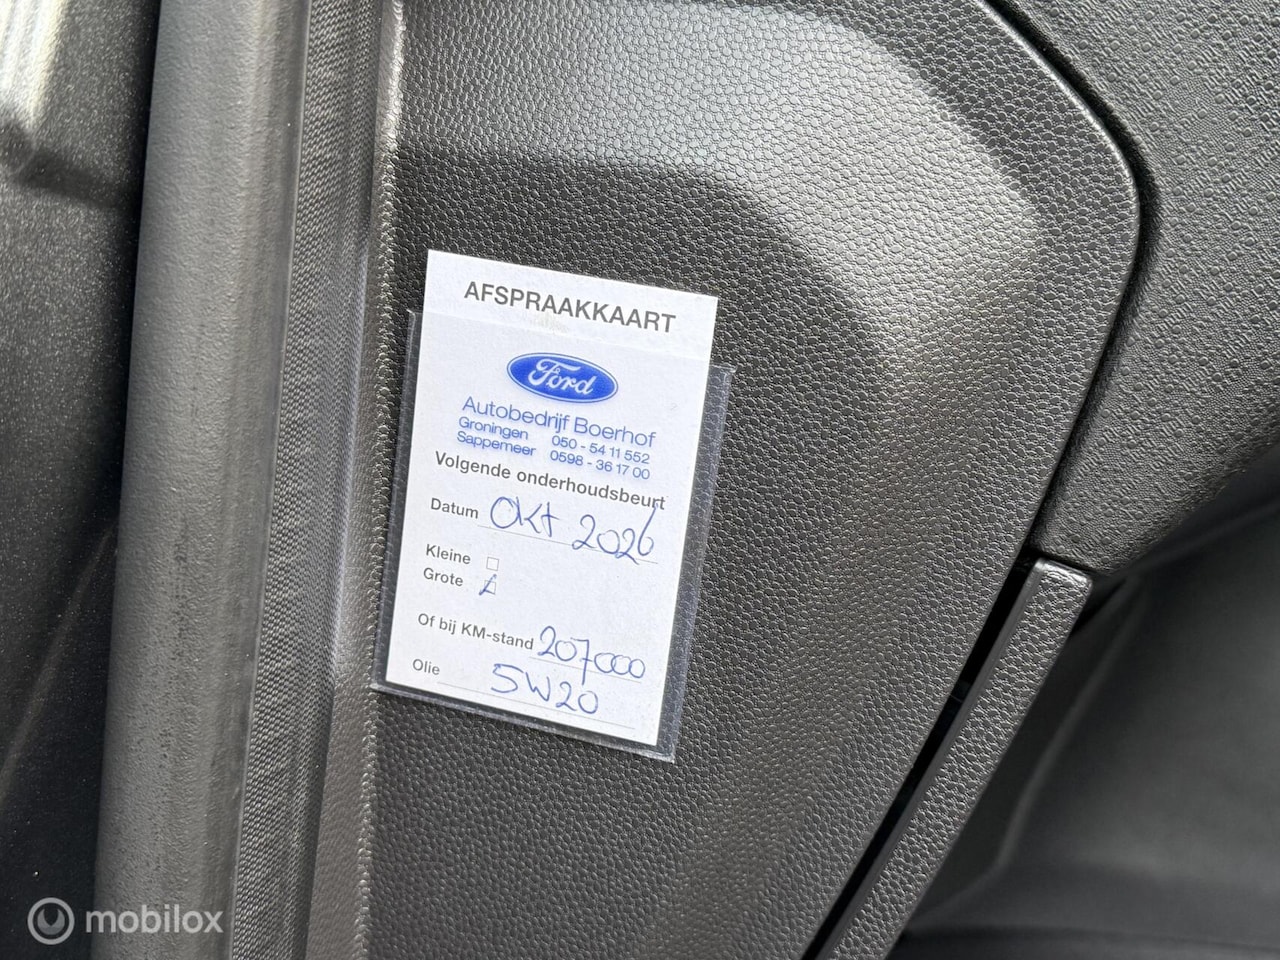 AFSPRAAKKAART
Ford
Autobedrijf Boerhof
Groningen 050 - 54 11 552
Sappemeer 0598 - 36 17 00
Volgende onderhoudsbeurt
Datum Okt 2026
Kleine
Grote
Of bij KM-stand 207000
Olie 5W20
mobilox